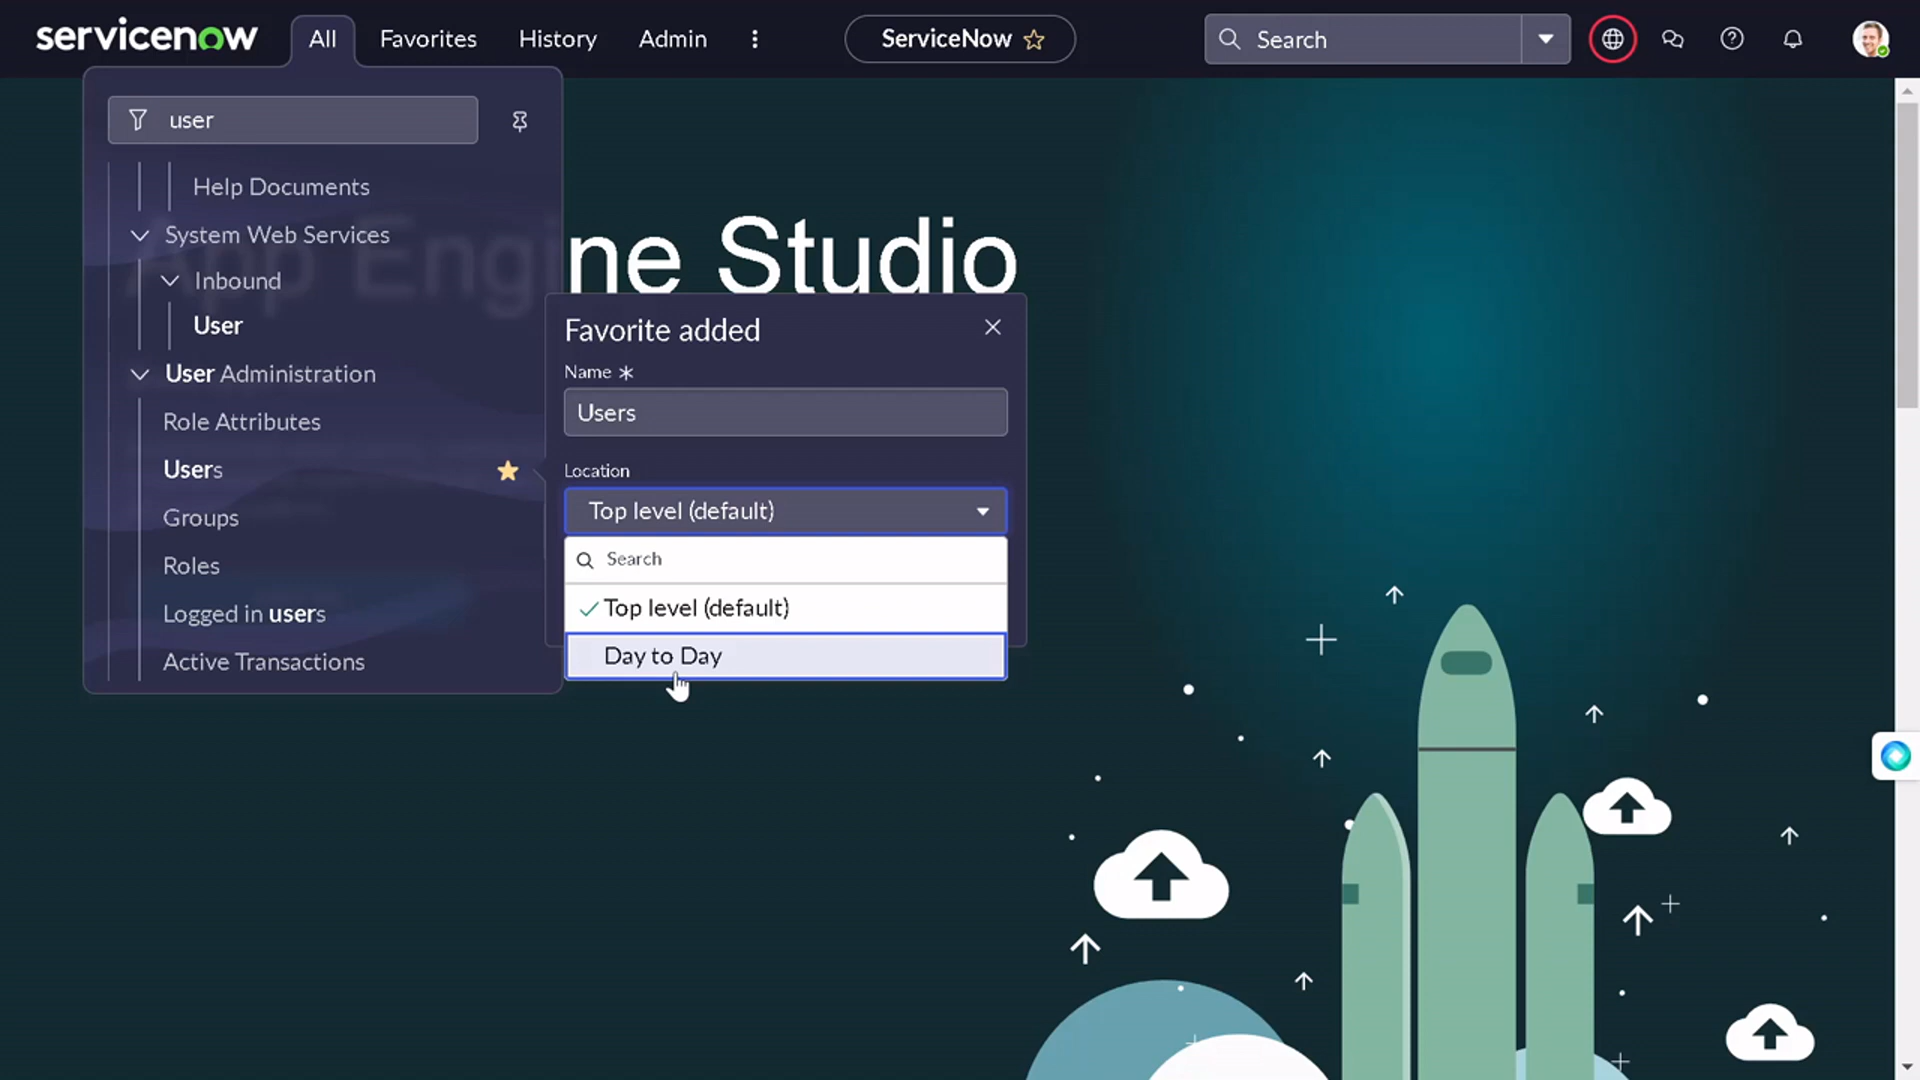 servicenow
All
Favorites
History
Admin
ServiceNow
Search
user
Help Documents
System Web Services
Inbound
User
User Administration
Role Attributes
Users
Groups
Roles
Logged in users
Active Transactions
App Engine Studio
Favorite added
Name *
Users
Location
Top level (default)
Search
Top level (default)
Day to Day